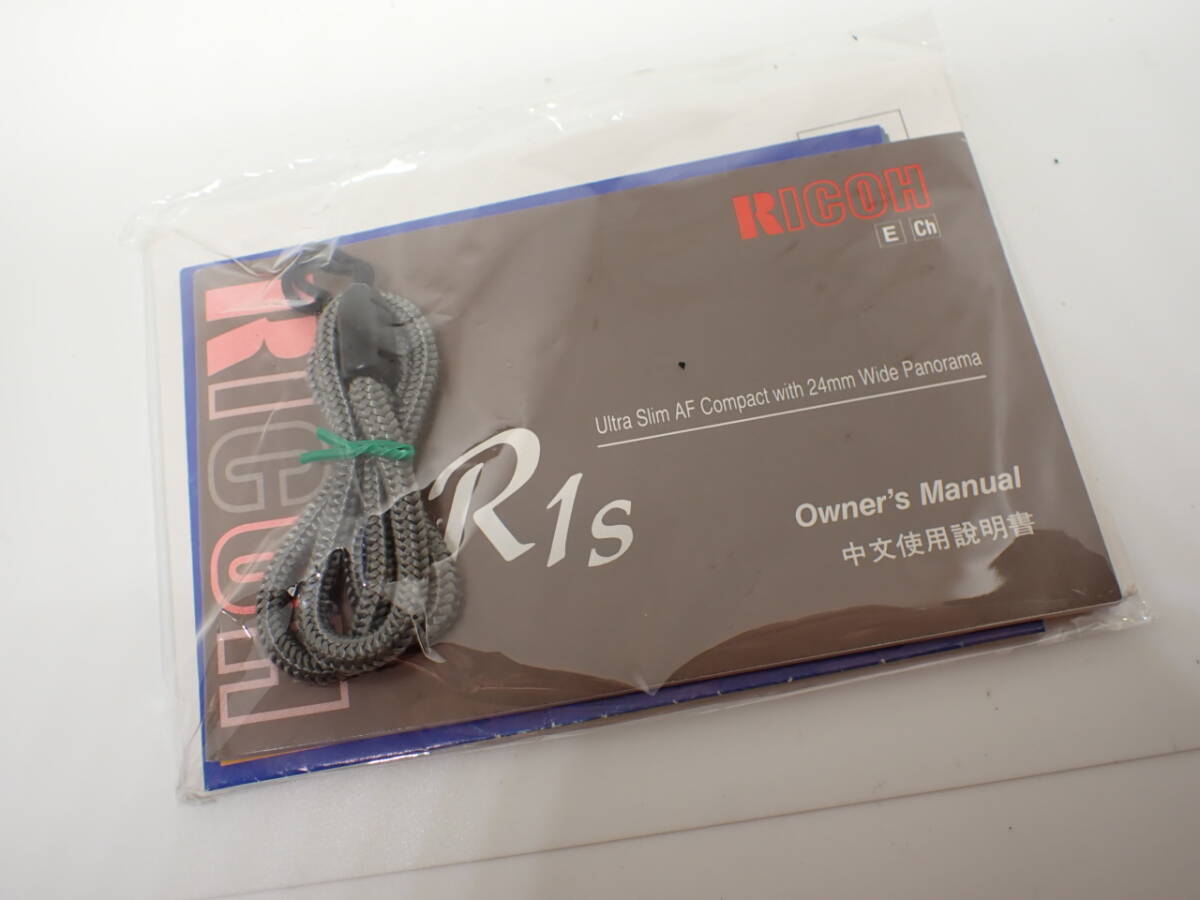 RICOH
E Ch
RICOH
Ultra Slim AF Compact with 24mm Wide Panorama
R1s
Owner's Manual
中文使用說明書